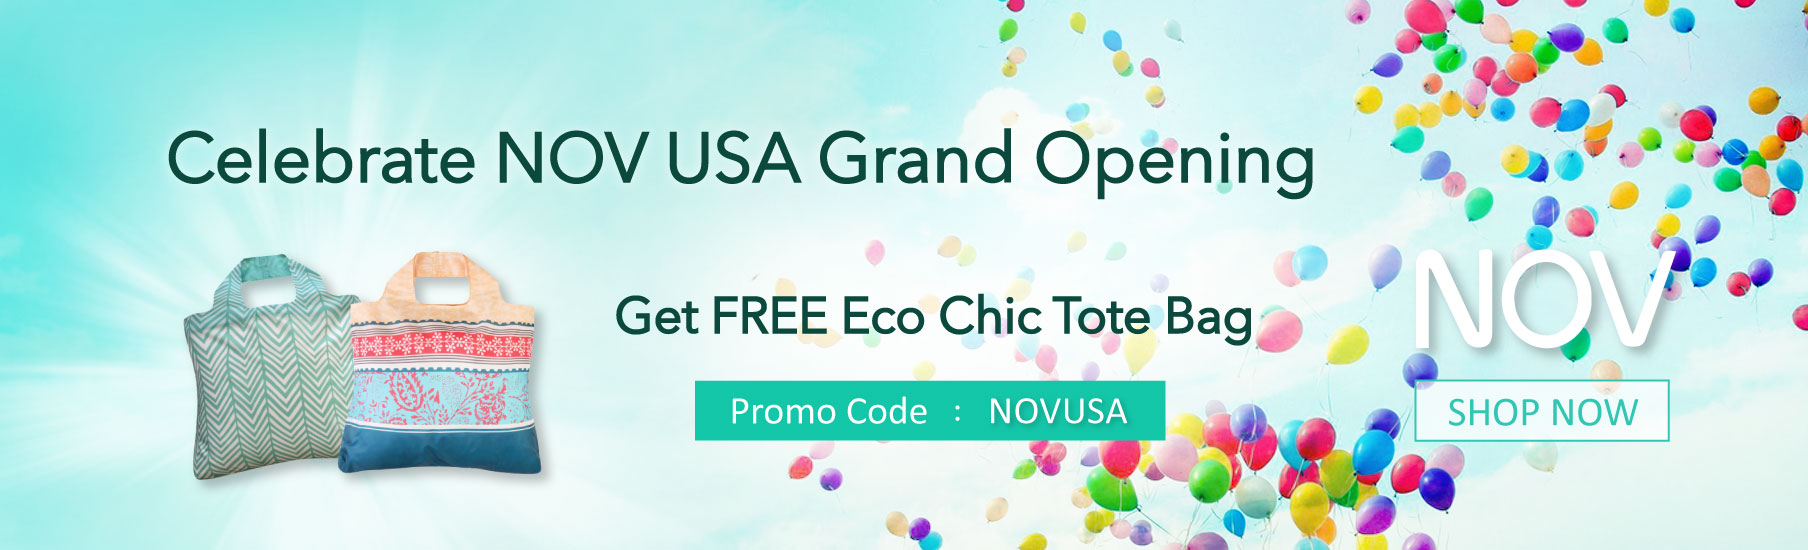 Celebrate NOV USA Grand Opening
Get FREE Eco Chic Tote Bag
Promo Code : NOVUSA
NOV
SHOP NOW